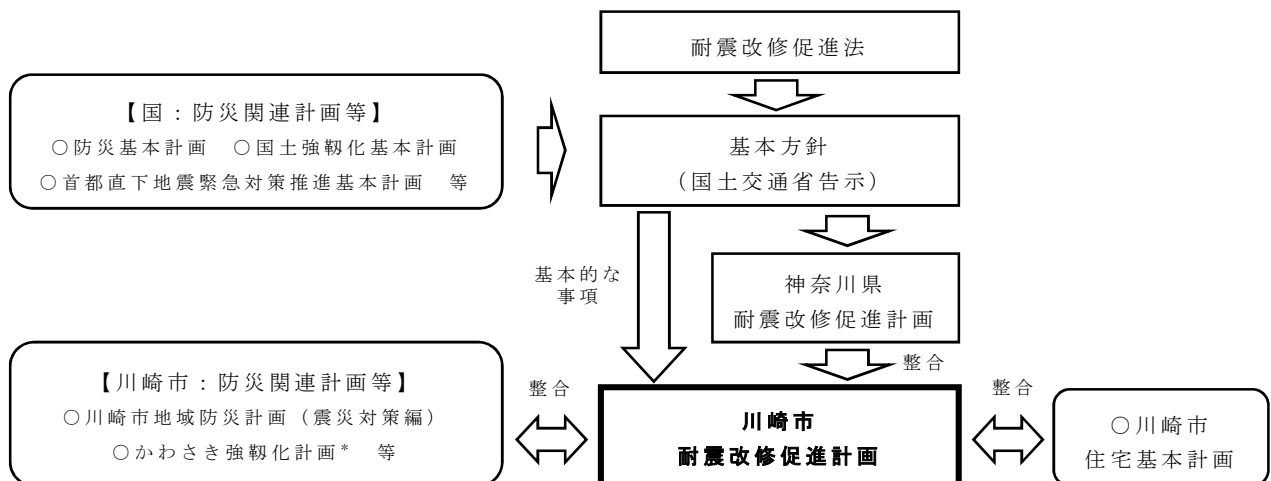 耐震改修促進法
【国：防災関連計画等】
○防災基本計画 ○国土強靱化基本計画
○首都直下地震緊急対策推進基本計画 等
基本方針
（国土交通省告示）
基本的な
事項
神奈川県
耐震改修促進計画
整合
【川崎市：防災関連計画等】
○川崎市地域防災計画（震災対策編）
○かわさき強靱化計画* 等
整合
川崎市
耐震改修促進計画
整合
○川崎市
住宅基本計画